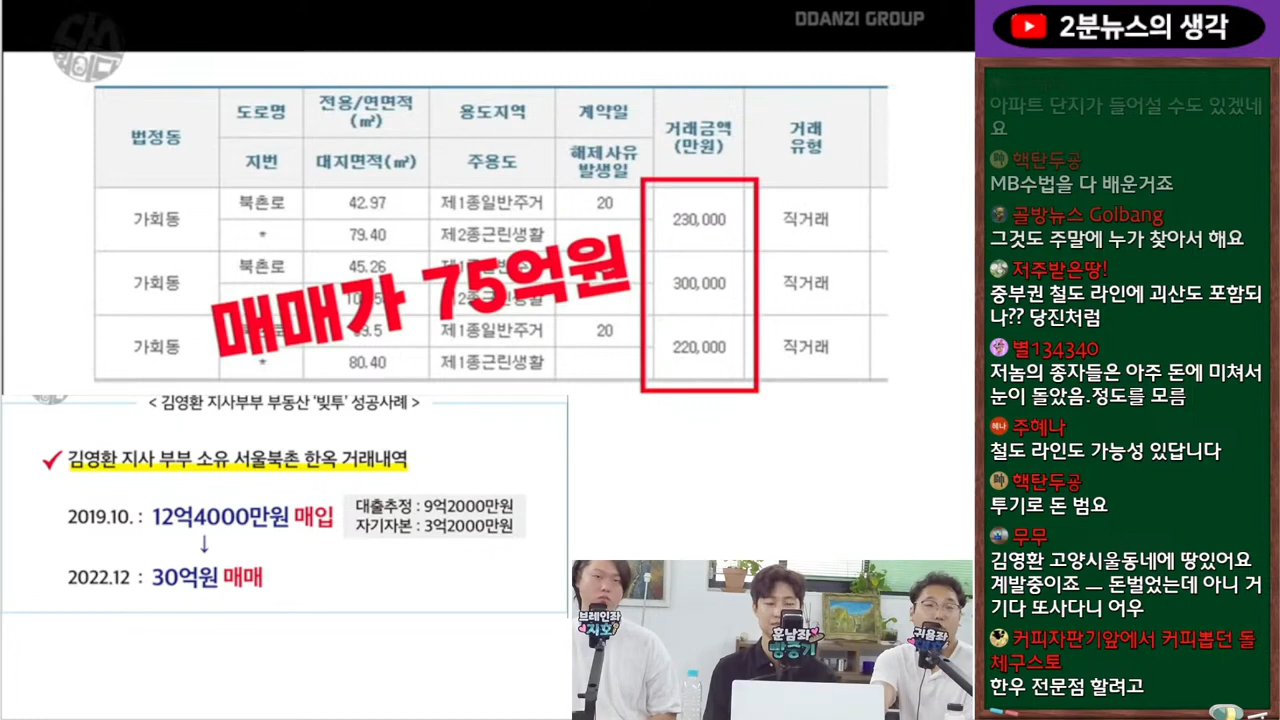 DDANZI GROUP
다스뵈이다
2분뉴스의 생각
법정동
도로명
전용/연면적
(㎡)
용도지역
계약일
거래금액
(만원)
거래
유형
지번
대지면적(㎡)
주용도
해제사유
발생일
가회동
북촌로
42.97
제1종일반주거
20
230,000
직거래
*
79.40
제2종근린생활
가회동
북촌로
45.26
300,000
직거래
가회동
제1종일반주거
20
220,000
직거래
*
80.40
제1종근린생활
매매가 75억원
< 김영환 지사부부 부동산 '빚투' 성공사례 >
김영환 지사 부부 소유 서울북촌 한옥 거래내역
2019.10. : 12억4000만원 매입
대출추정 : 9억2000만원
자기자본 : 3억2000만원
↓
2022.12 : 30억원 매매
브레인좌
지호
훈남좌
빵중기
귀용좌
아파트 단지가 들어설 수도 있겠네
요
핵탄두공
MB수법을 다 배운거죠
골방뉴스 Golbang
그것도 주말에 누가 찾아서 해요
저주받은땅!
중부권 철도 라인에 괴산도 포함되
나?? 당진처럼
별134340
저놈의 종자들은 아주 돈에 미쳐서
눈이 돌았음.정도를 모름
혜나
주혜나
철도 라인도 가능성 있답니다
핵탄두공
투기로 돈 범요
무무
김영환 고양시울동네에 땅있어요
계발중이죠 ㅡ 돈벌었는데 아니 거
기다 또사다니 어우
커피자판기앞에서 커피뽑던 돌
체구스토
한우 전문점 할려고